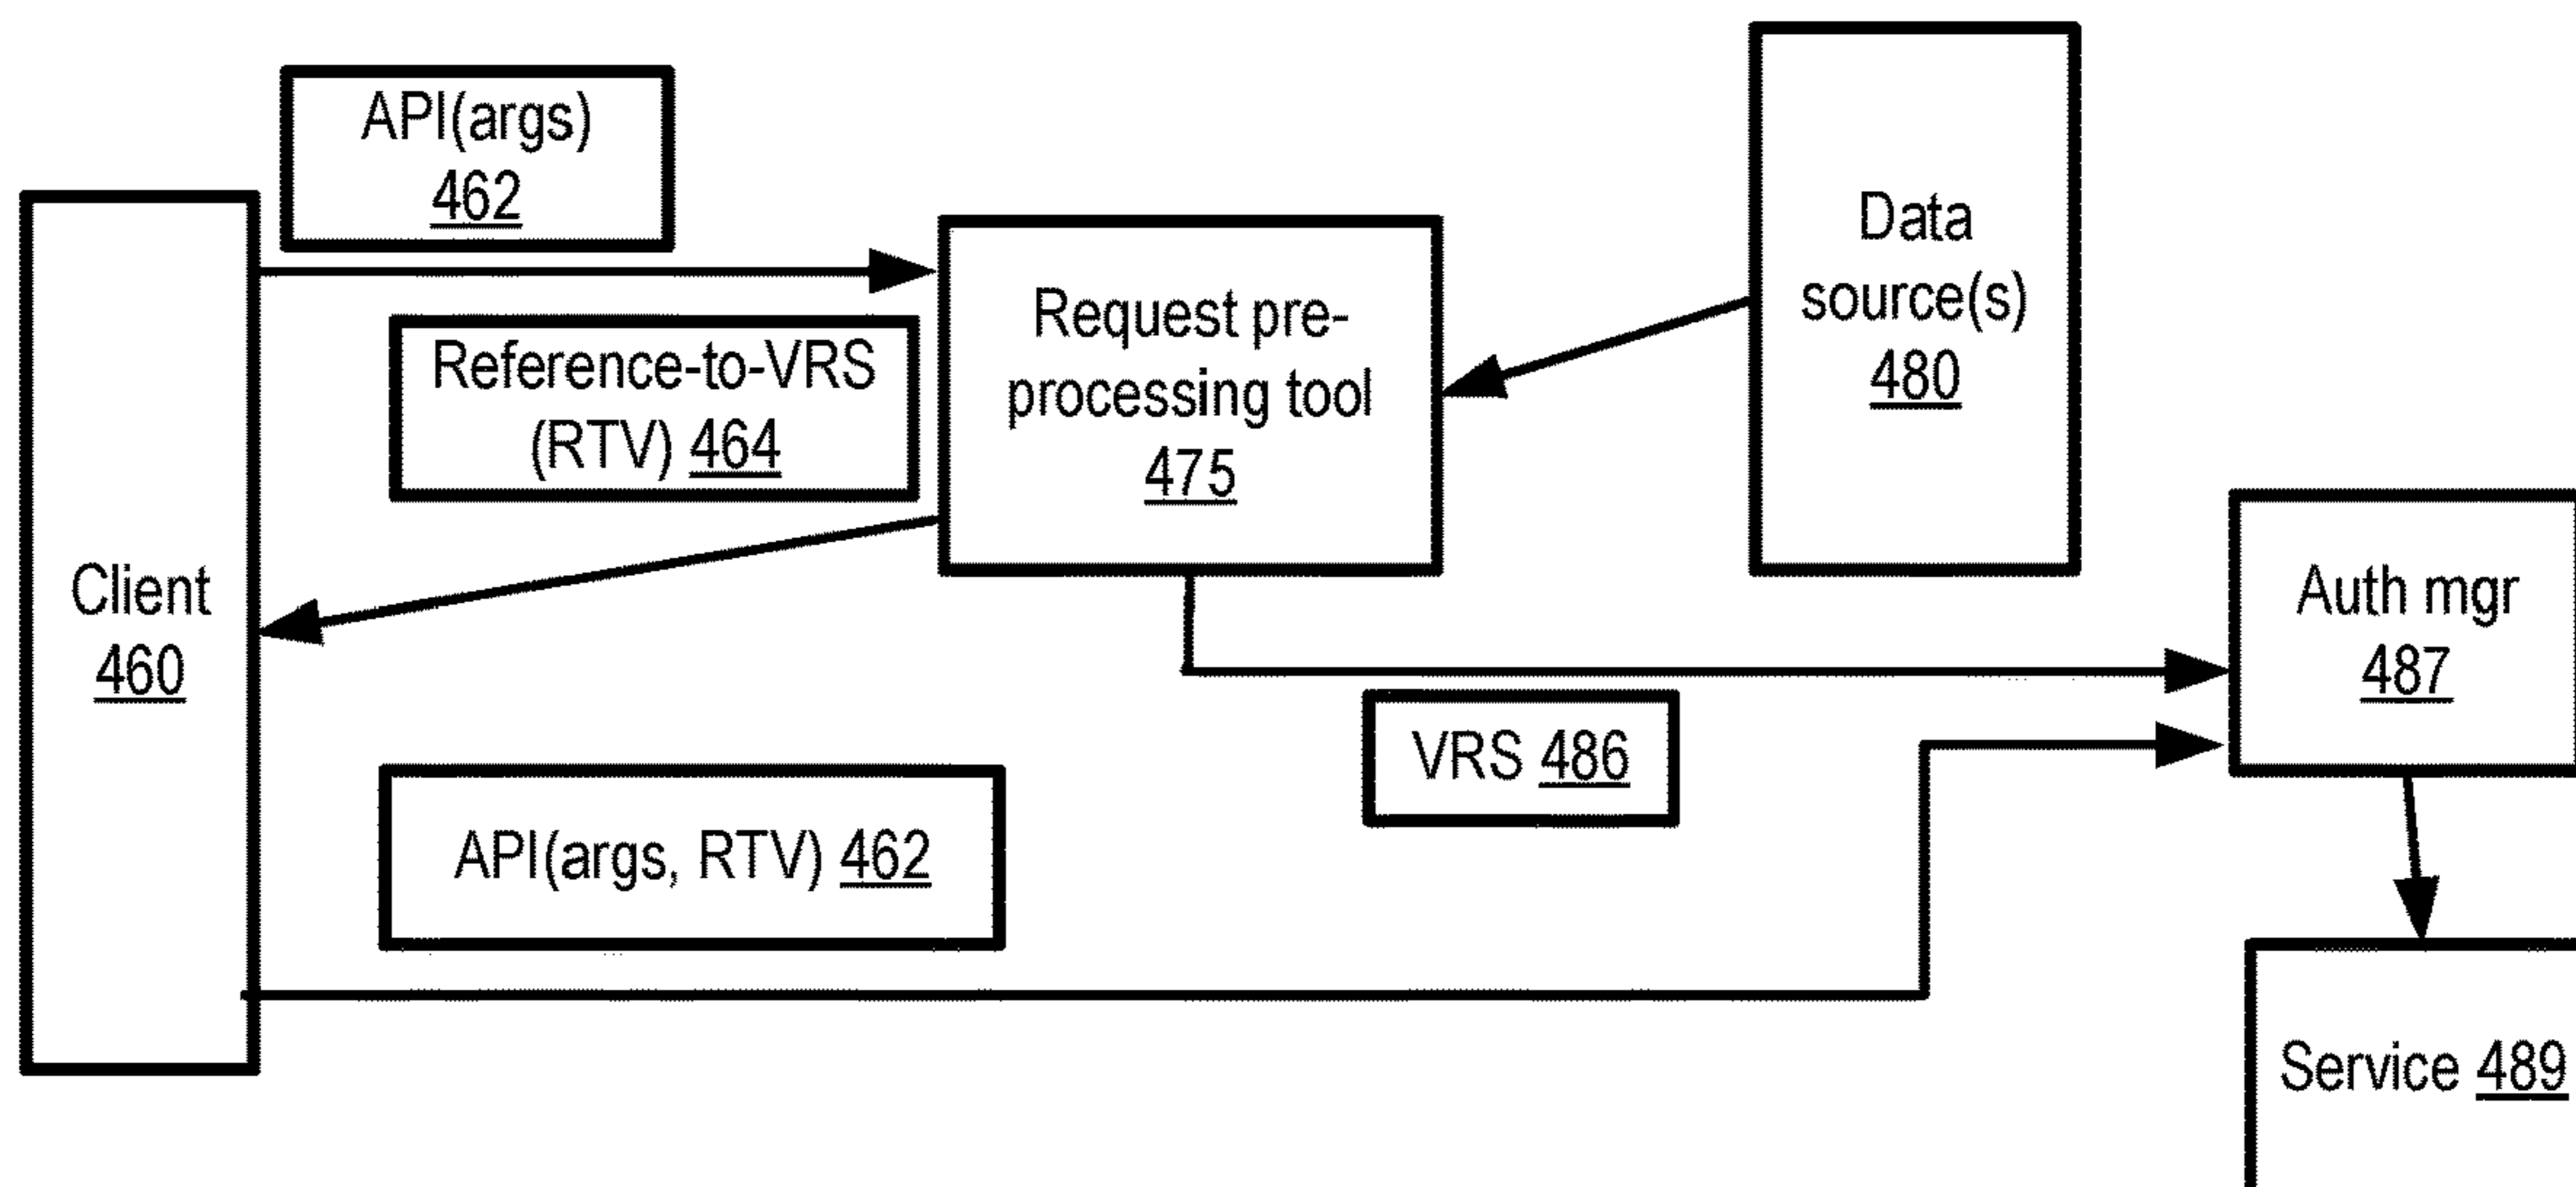 API(args)
462
Reference-to-VRS
(RTV) 464
Client
460
Request pre-
processing tool
475
Data
source(s)
480
Auth mgr
487
VRS 486
API(args, RTV) 462
Service 489